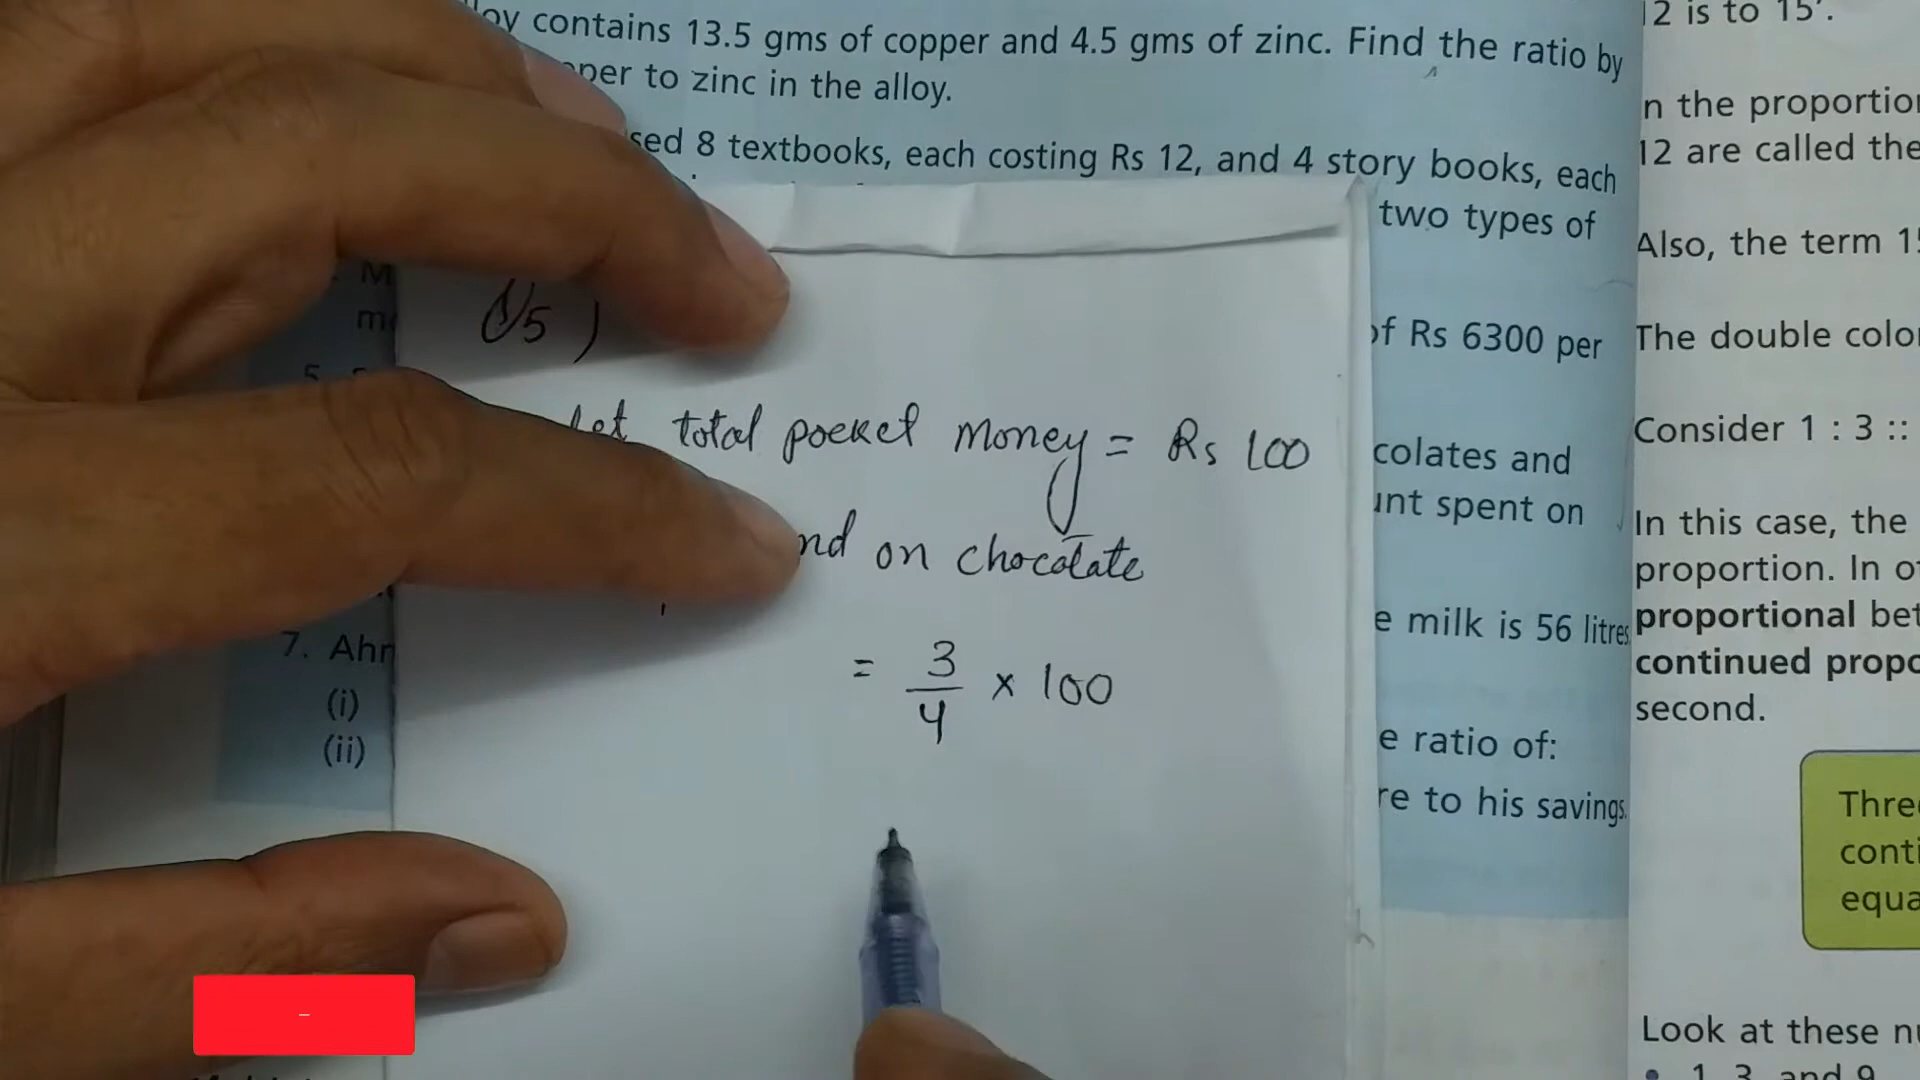 oy contains 13.5 gms of copper and 4.5 gms of zinc. Find the ratio by
per to zinc in the alloy.
sed 8 textbooks, each costing Rs 12, and 4 story books, each
two types of
of Rs 6300 per
colates and
unt spent on
e milk is 56 litres
e ratio of:
re to his savings.
M
5.
7. Ahr
(i)
(ii)
Let total pocket money = Rs 100
nd on chocolate
= 3/4 × 100
12 is to 15'.
n the proportion
12 are called the
Also, the term 15
The double colo
Consider 1 : 3 ::
In this case, the
proportion. In o
proportional bet
continued propo
second.
Three
conti
equa
Look at these nu
• 1, 3, and 9